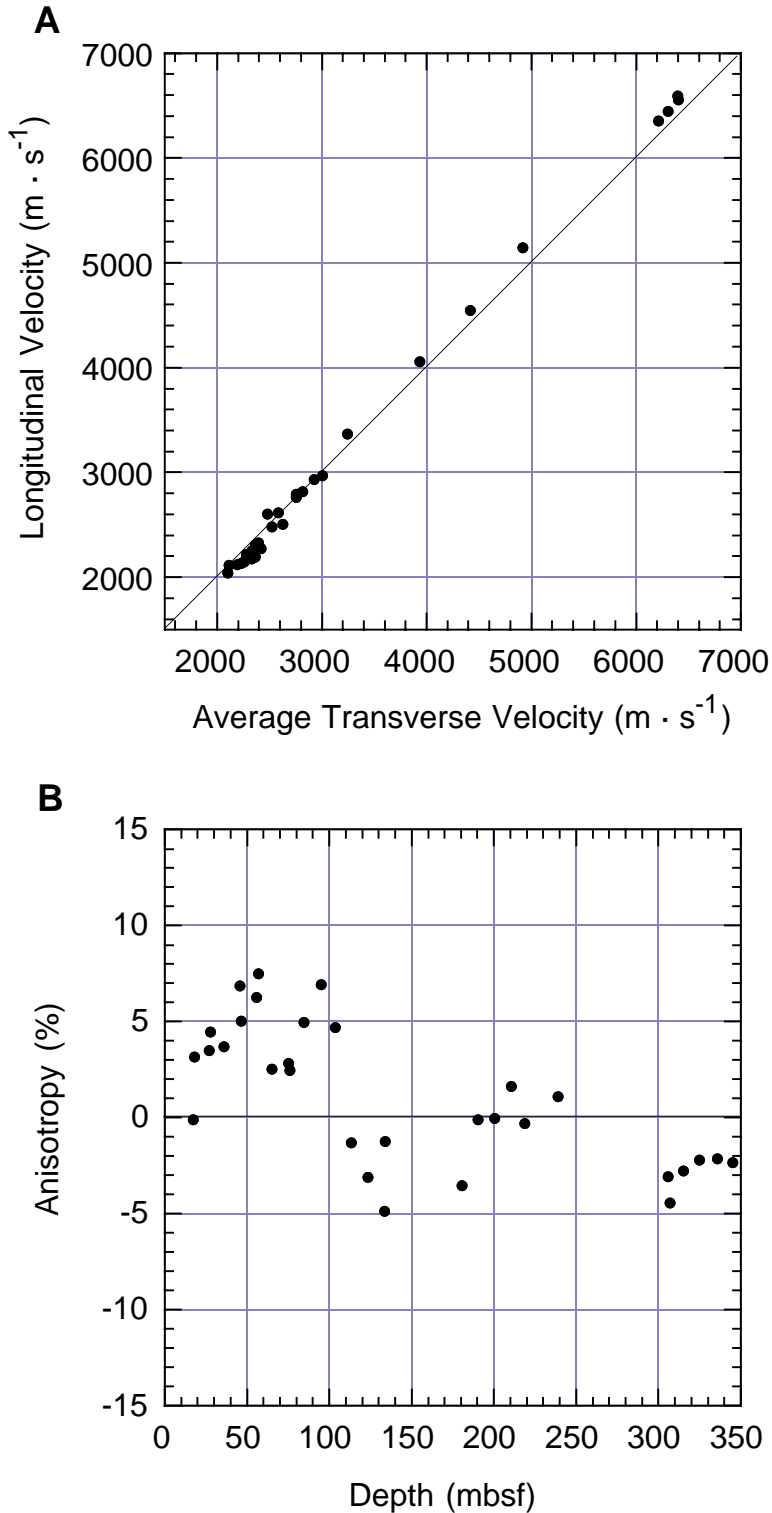 A
7000
6000
5000
4000
3000
2000
Longitudinal Velocity (m · s-1)
2000 3000 4000 5000 6000 7000
Average Transverse Velocity (m · s-1)
B
15
10
5
0
-5
-10
-15
Anisotropy (%)
0 50 100 150 200 250 300 350
Depth (mbsf)